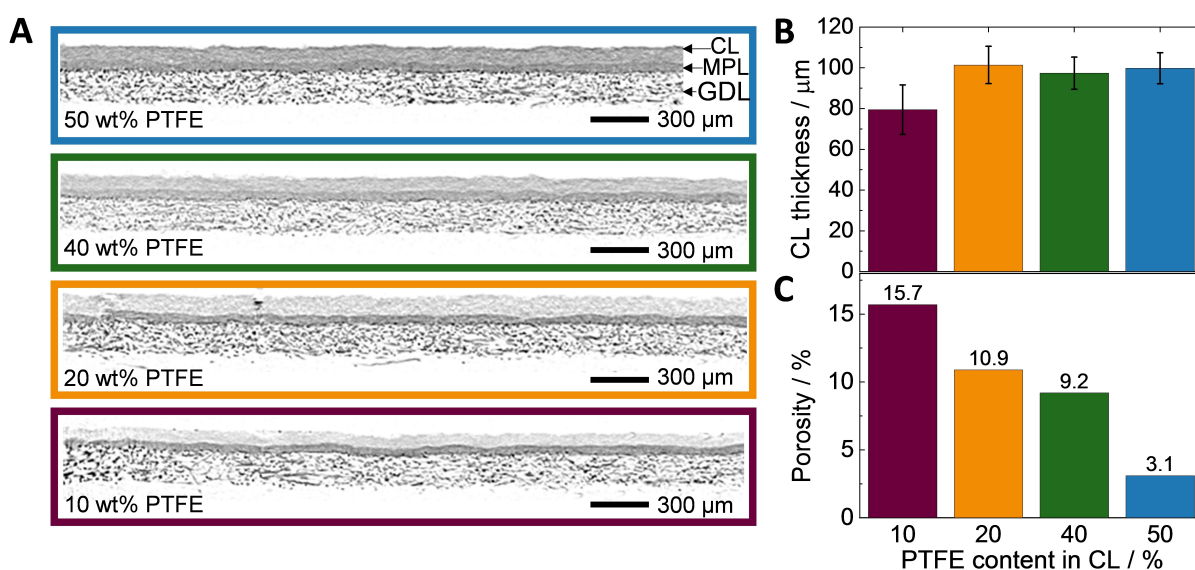 A
CL
MPL
GDL
50 wt% PTFE
300 µm
40 wt% PTFE
300 µm
20 wt% PTFE
300 µm
10 wt% PTFE
300 µm
B
CL thickness / µm
120
100
80
60
40
20
0
C
Porosity / %
15
10
5
0
15.7
10.9
9.2
3.1
10 20 40 50
PTFE content in CL / %